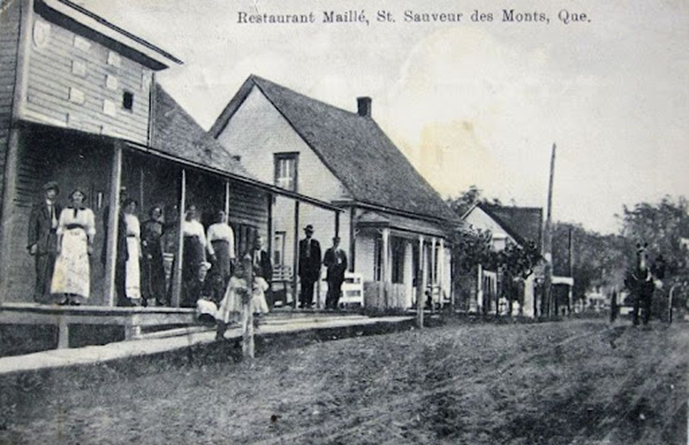 Restaurant Maillé, St. Sauveur des Monts, Que.